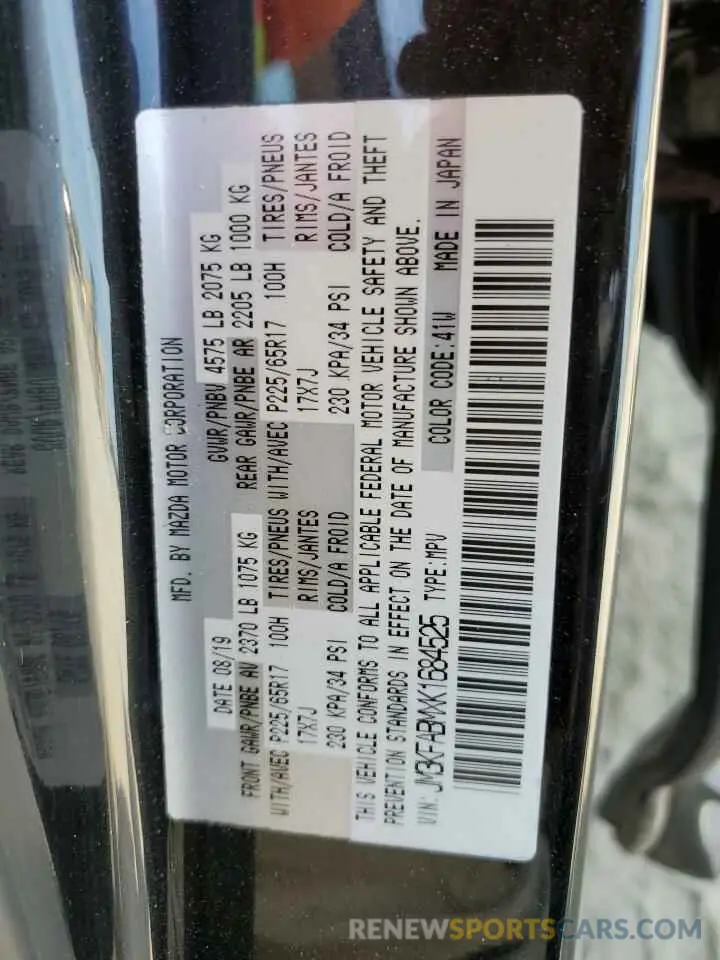 MFD. BY MAZDA MOTOR CORPORATION
DATE 08/19 GVWR/PNBV 4575 LB 2075 KG
FRONT GAWR/PNBE AV 2370 LB 1075 KG REAR GAWR/PNBE AR 2205 LB 1000 KG
WITH/AVEC P225/65R17 100H TIRES/PNEUS WITH/AVEC P225/65R17 100H TIRES/PNEUS
17X7J RIMS/JANTES 17X7J RIMS/JANTES
230 KPA/34 PSI COLD/A FROID 230 KPA/34 PSI COLD/A FROID
THIS VEHICLE CONFORMS TO ALL APPLICABLE FEDERAL MOTOR VEHICLE SAFETY AND THEFT
PREVENTION STANDARDS IN EFFECT ON THE DATE OF MANUFACTURE SHOWN ABOVE.
VIN: JM3KFABMXK1684525 TYPE:MPV COLOR CODE:41W MADE IN JAPAN
RENEWSPORTSCARS.COM